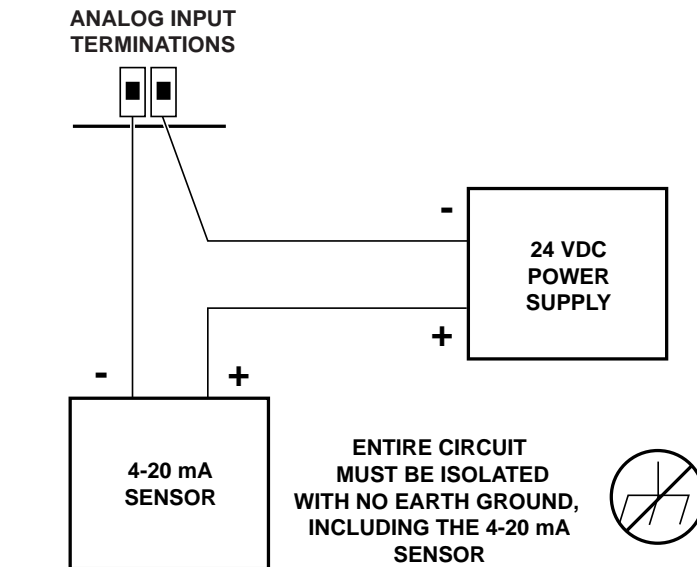 ANALOG INPUT
TERMINATIONS
-
24 VDC
POWER
SUPPLY
+
-
+
4-20 mA
SENSOR
ENTIRE CIRCUIT
MUST BE ISOLATED
WITH NO EARTH GROUND,
INCLUDING THE 4-20 mA
SENSOR